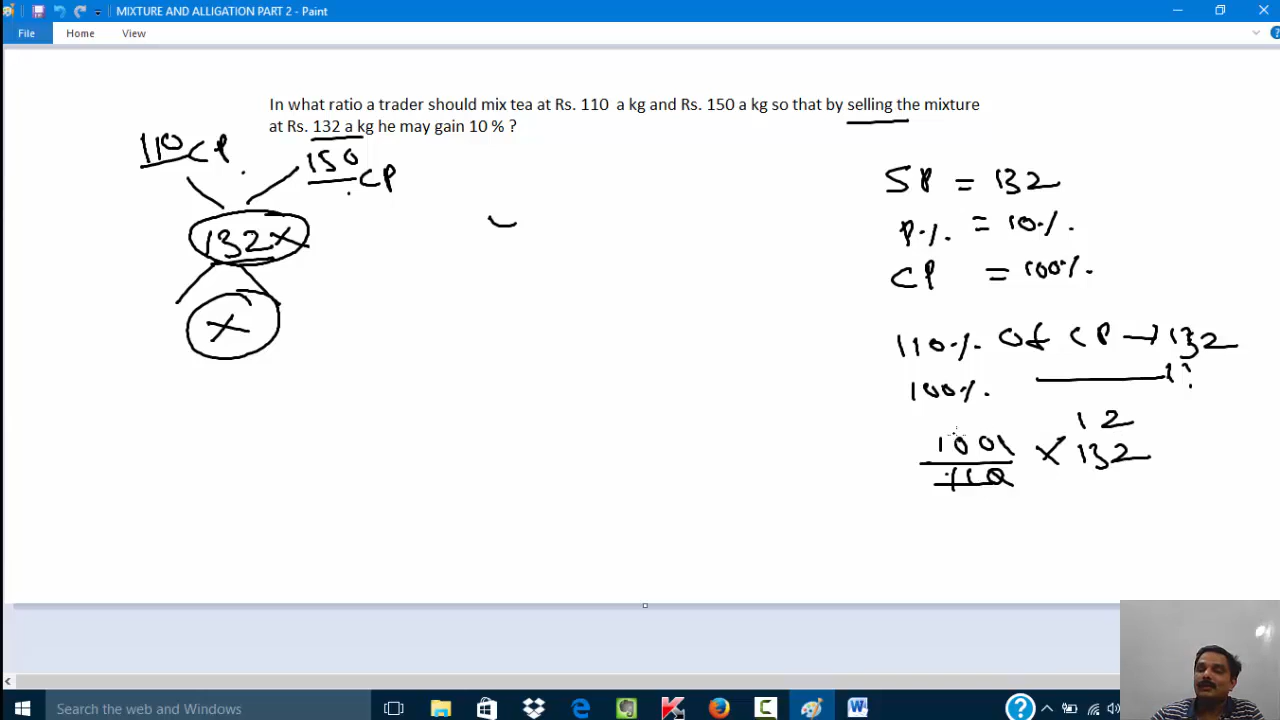 MIXTURE AND ALLIGATION PART 2 - Paint
File Home View
In what ratio a trader should mix tea at Rs. 110 a kg and Rs. 150 a kg so that by selling the mixture
at Rs. 132 a kg he may gain 10 % ?
110 CP
150 CP
132 X
X
SP = 132
P.%. = 10%.
CP = 100%.
110%. Of CP → 132
100%. ?
12
100
× 132
110
Search the web and Windows